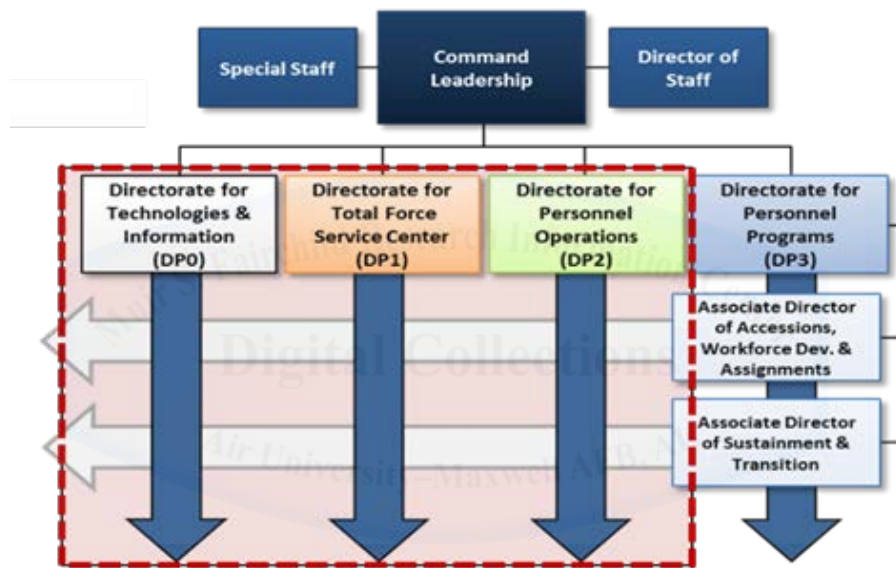 Special Staff
Command
Leadership
Director of
Staff
Directorate for
Technologies &
Information
(DP0)
Directorate for
Total Force
Service Center
(DP1)
Directorate for
Personnel
Operations
(DP2)
Directorate for
Personnel
Programs
(DP3)
Associate Director
of Accessions,
Workforce Dev. &
Assignments
Associate Director
of Sustainment &
Transition
Digital Collections
Air University–Maxwell AFB,